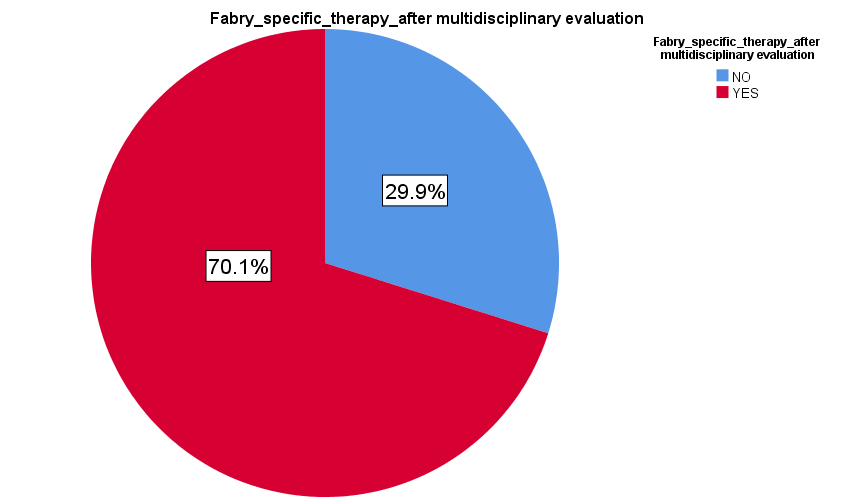 Fabry_specific_therapy_after multidisciplinary evaluation
Fabry_specific_therapy_after
multidisciplinary evaluation
NO
YES
29.9%
70.1%